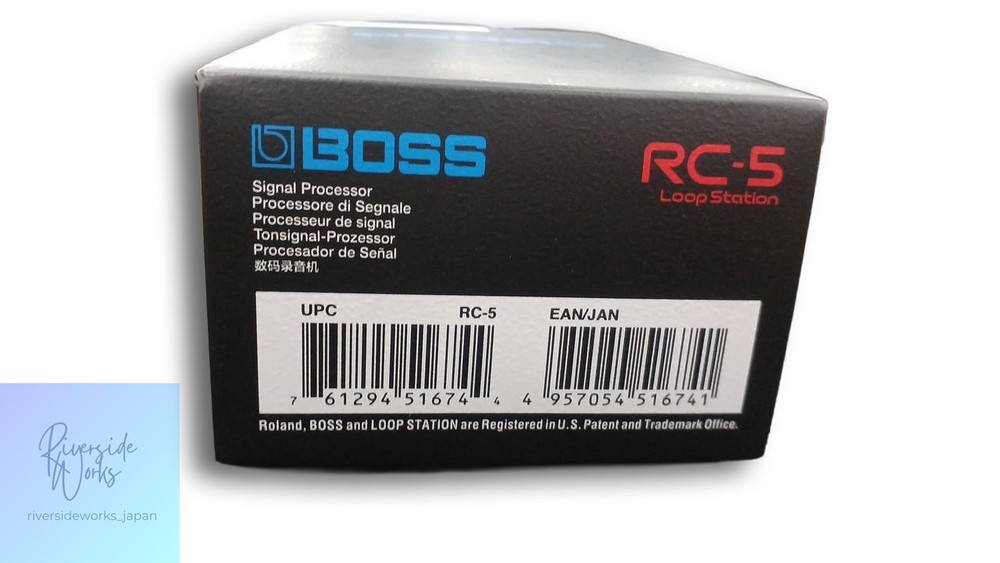 BOSS
RC-5
Loop Station
Signal Processor
Processore di Segnale
Processeur de signal
Tonsignal-Prozessor
Procesador de Señal
数码录音机
UPC RC-5
7 61294 51674 4
EAN/JAN
4 957054 516741
Roland, BOSS and LOOP STATION are Registered in U.S. Patent and Trademark Office.
Riverside
Works
riversideworks_japan